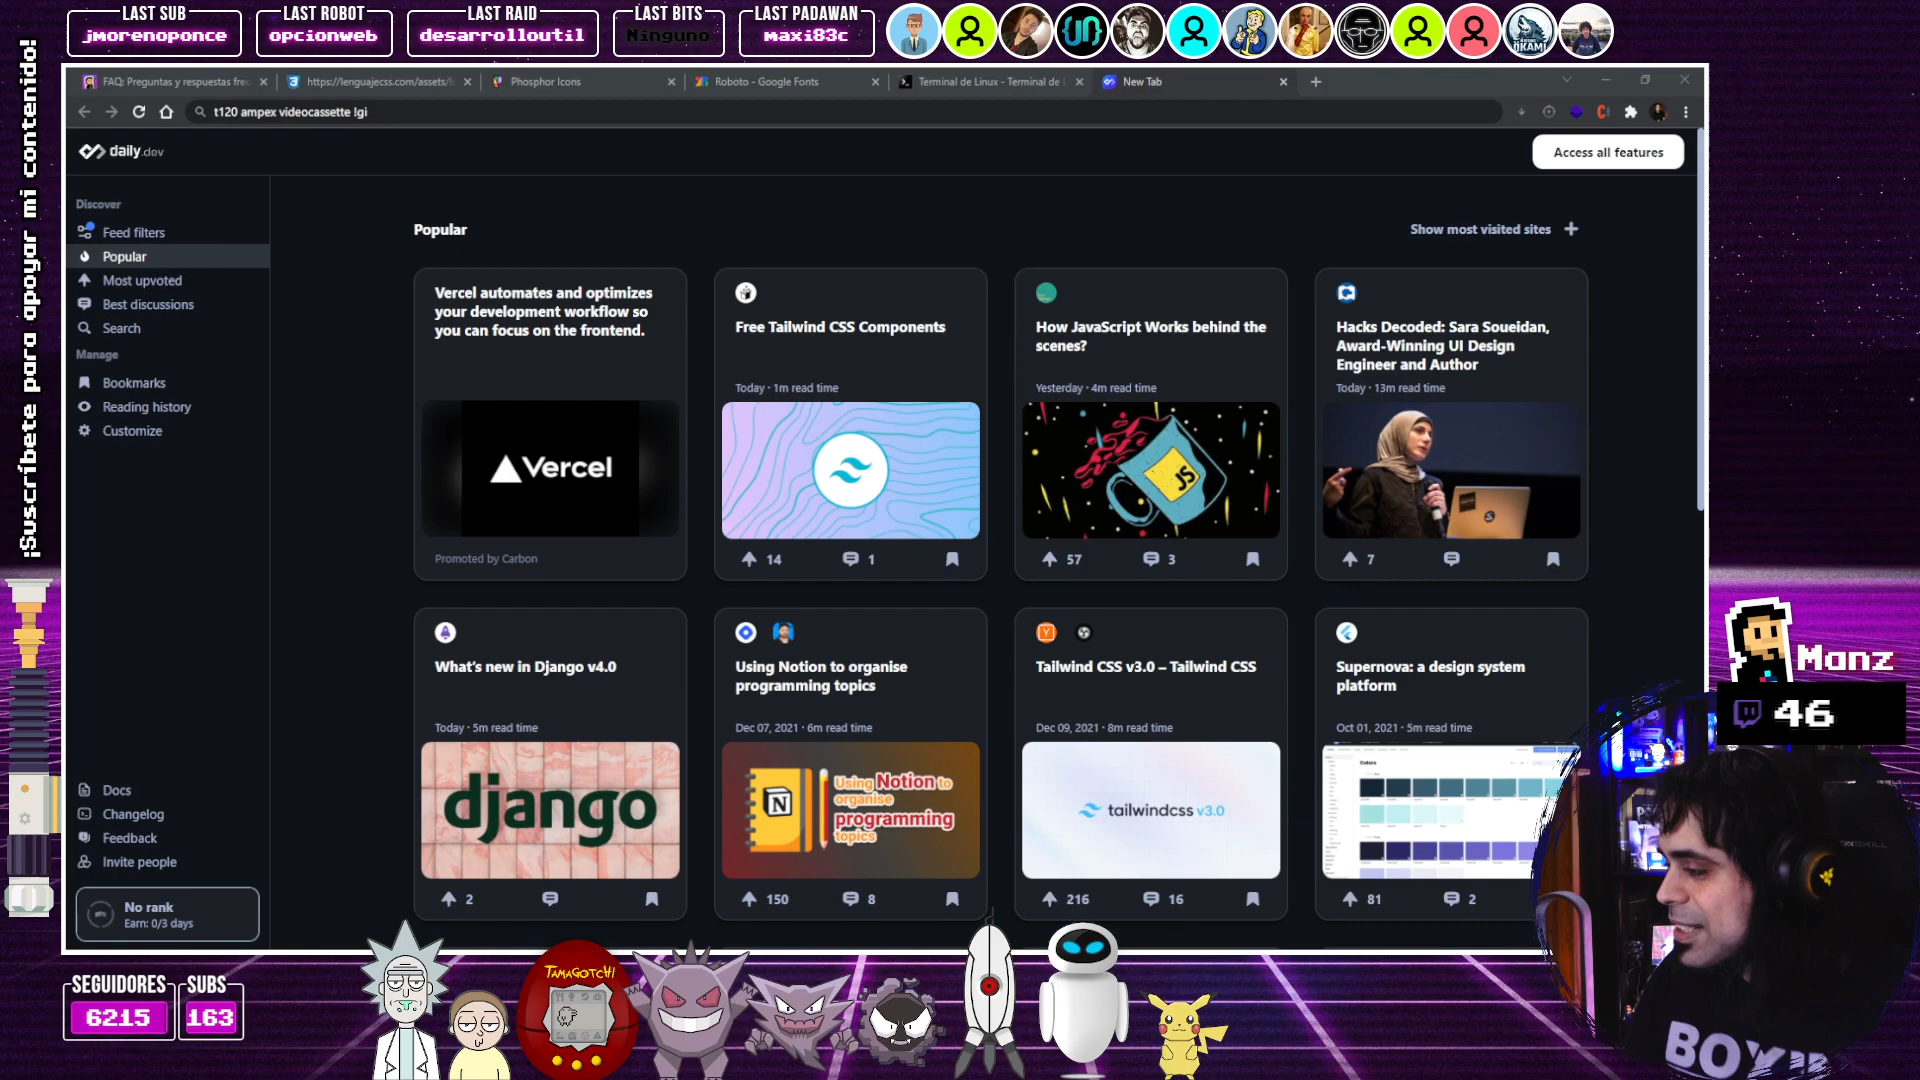 LAST SUB
jmorenoponce
LAST ROBOT
opcionweb
LAST RAID
desarrolloutil
LAST BITS
Ninguno
LAST PADAWAN
maxi83c
ÖKAMI
¡Suscríbete para apoyar mi contenido!
FAQ: Preguntas y respuestas frec
https://lenguajecss.com/assets/lo
Phosphor Icons
Roboto - Google Fonts
Terminal de Linux - Terminal de
New Tab
t120 ampex videocassette !gi
daily.dev
Access all features
Discover
Feed filters
Popular
Most upvoted
Best discussions
Search
Manage
Bookmarks
Reading history
Customize
Docs
Changelog
Feedback
Invite people
No rank
Earn: 0/3 days
Popular
Show most visited sites
Vercel automates and optimizes
your development workflow so
you can focus on the frontend.
Vercel
Promoted by Carbon
Free Tailwind CSS Components
Today · 1m read time
14
1
How JavaScript Works behind the
scenes?
Yesterday · 4m read time
JS
57
3
Hacks Decoded: Sara Soueidan,
Award-Winning UI Design
Engineer and Author
Today · 13m read time
7
What's new in Django v4.0
Today · 5m read time
django
2
Using Notion to organise
programming topics
Dec 07, 2021 · 6m read time
N
Using Notion to
organise
programming
topics
150
8
Y
Tailwind CSS v3.0 – Tailwind CSS
Dec 09, 2021 · 8m read time
tailwindcss v3.0
216
16
Supernova: a design system
platform
Oct 01, 2021 · 5m read time
Colors
81
2
Manz
46
SEGUIDORES
6215
SUBS
163
TAMAGOTCHI